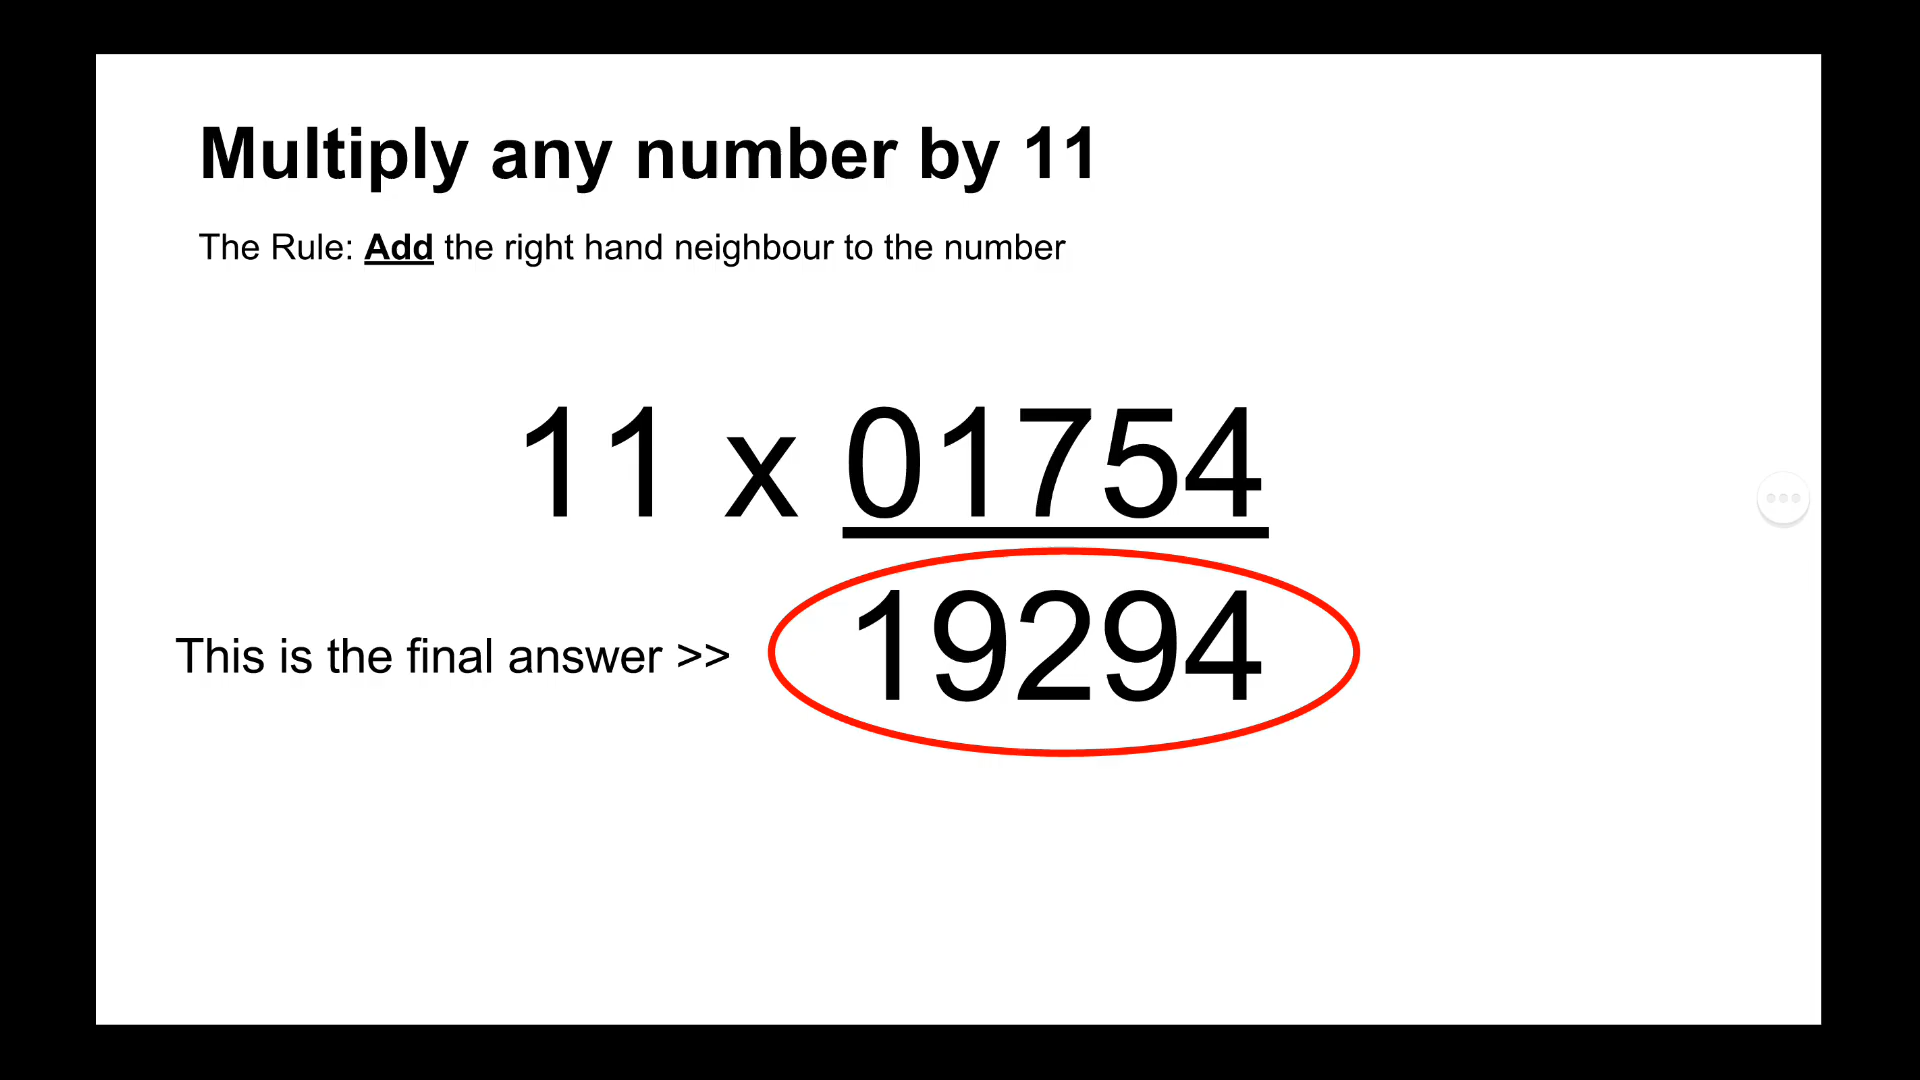 Multiply any number by 11
The Rule: Add the right hand neighbour to the number
11 x 01754
This is the final answer >> 19294